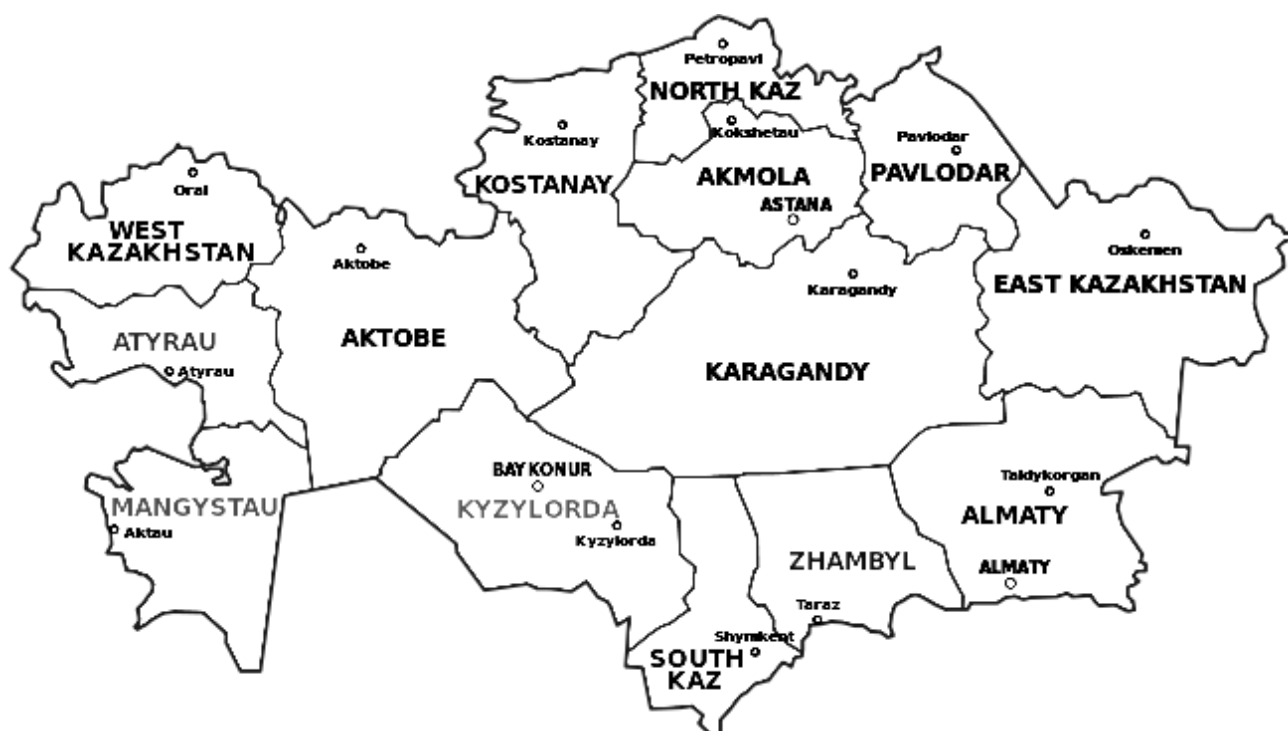 Petropavl
NORTH KAZ
Kostanay
Kokshetau
Pavlodar
PAVLODAR
KOSTANAY
AKMOLA
ASTANA
Oral
WEST
KAZAKHSTAN
Aktobe
Oskemen
EAST KAZAKHSTAN
Karagandy
ATYRAU
Atyrau
AKTOBE
KARAGANDY
BAYKONUR
KYZYLORDA
Kyzylorda
MANGYSTAU
Aktau
Taldykorgan
ALMATY
ALMATY
ZHAMBYL
Taraz
Shymkent
SOUTH
KAZ